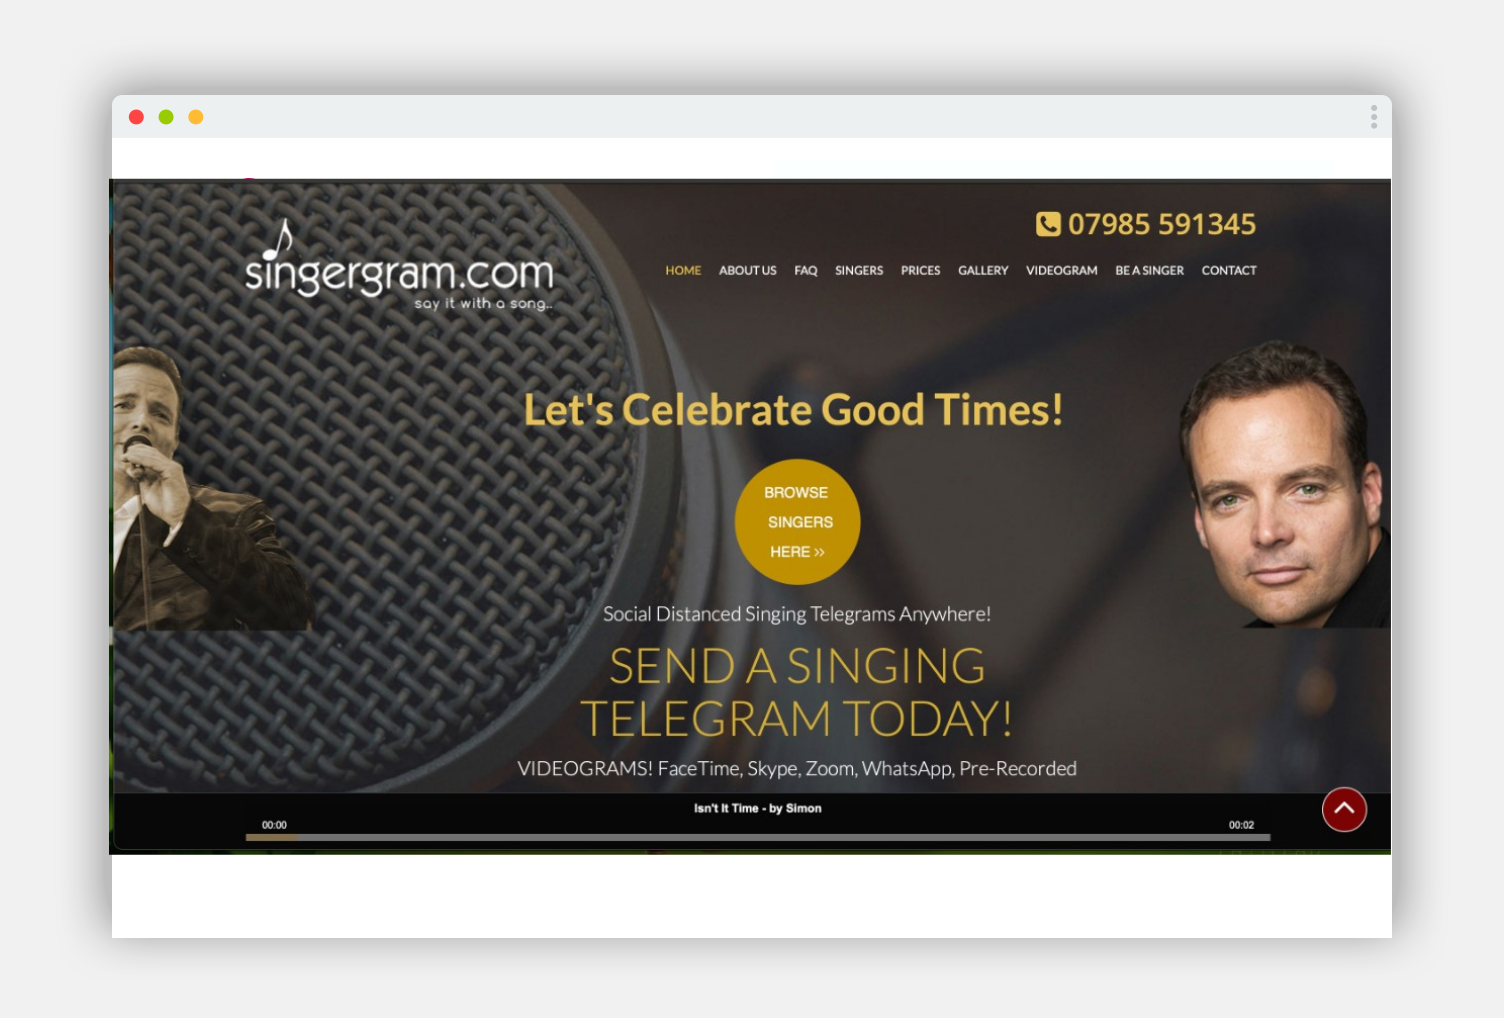 07985 591345
singergram.com
say it with a song..
HOME ABOUT US FAQ SINGERS PRICES GALLERY VIDEOGRAM BE A SINGER CONTACT
Let's Celebrate Good Times!
BROWSE
SINGERS
HERE »
Social Distanced Singing Telegrams Anywhere!
SEND A SINGING
TELEGRAM TODAY!
VIDEOGRAMS! FaceTime, Skype, Zoom, WhatsApp, Pre-Recorded
Isn't It Time - by Simon
00:00 00:02